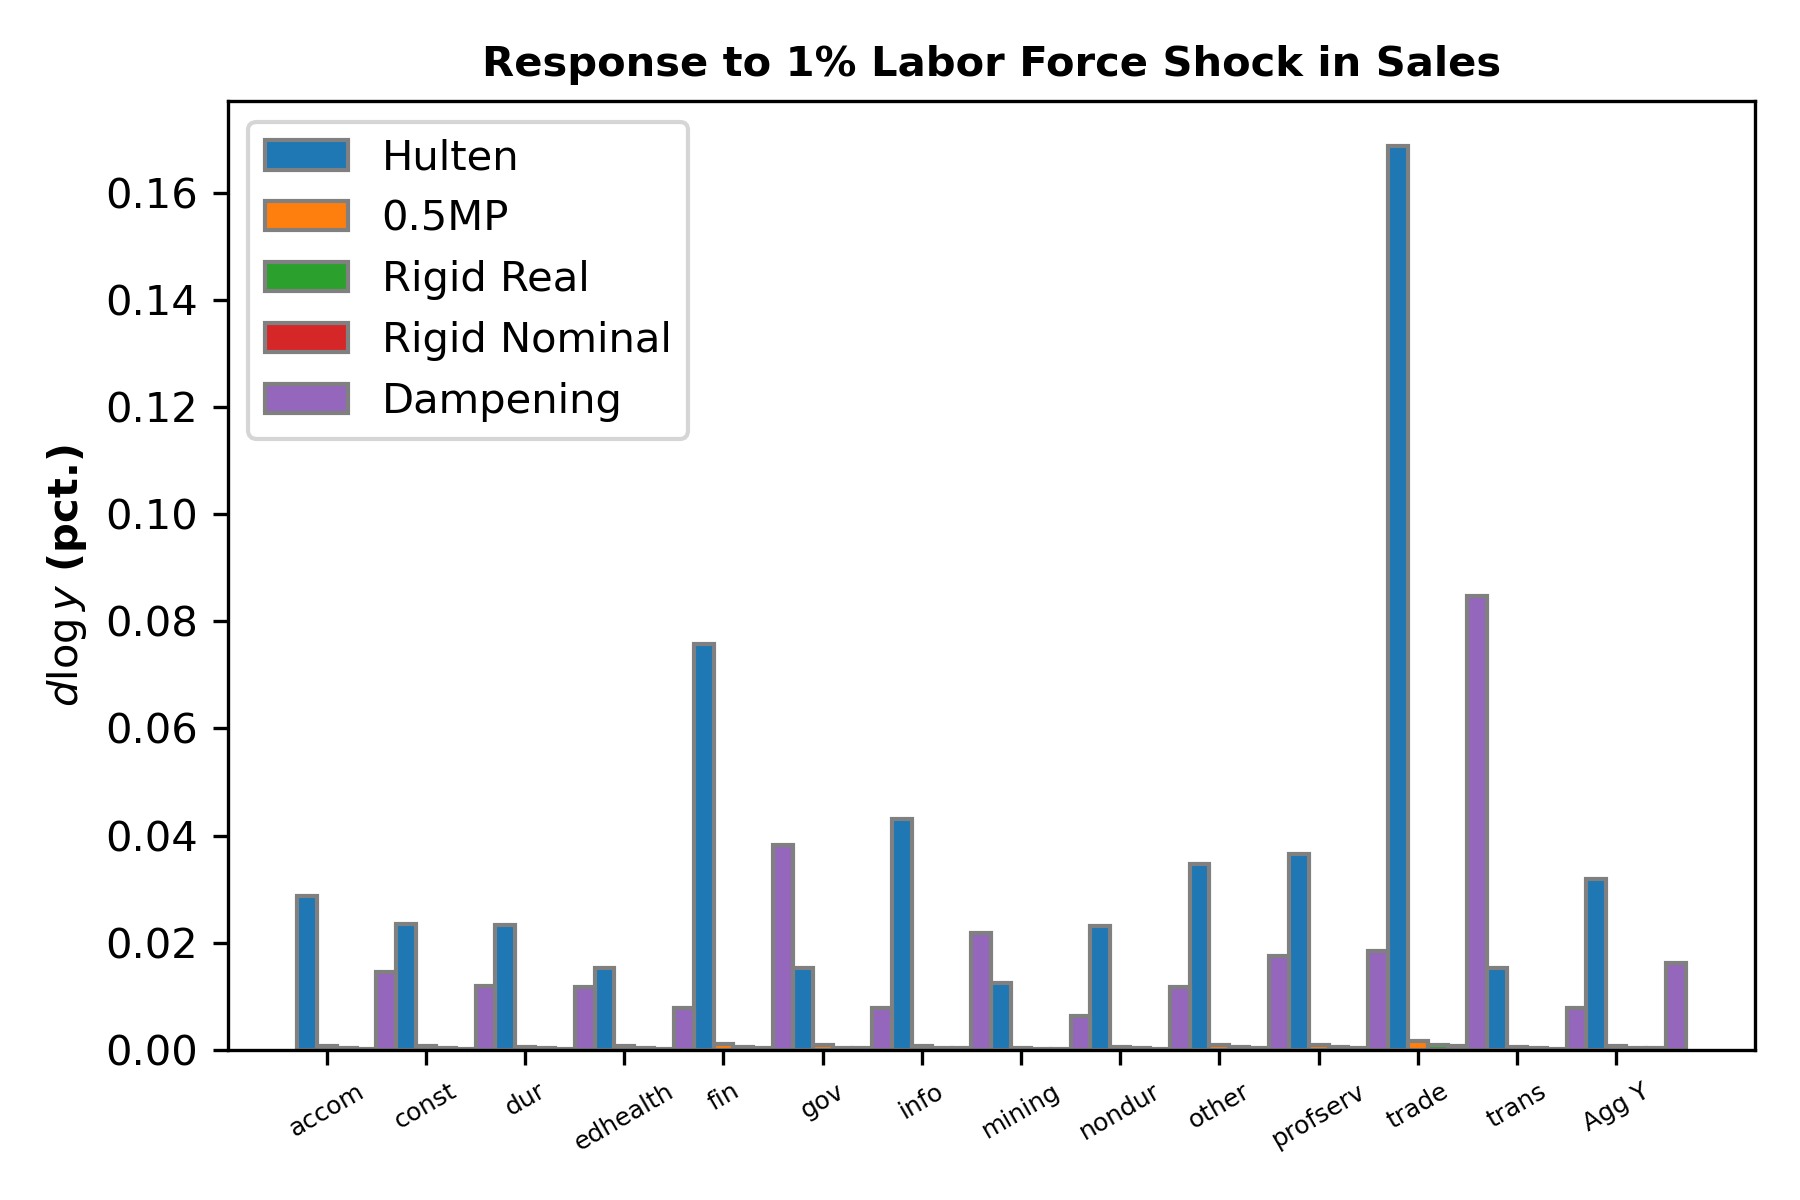 Response to 1% Labor Force Shock in Sales
Hulten
0.5MP
Rigid Real
Rigid Nominal
Dampening
0.16
0.14
0.12
0.10
0.08
0.06
0.04
0.02
0.00
dlog y (pct.)
accom
const
dur
edhealth
fin
gov
info
mining
nondur
other
profserv
trade
trans
Agg Y